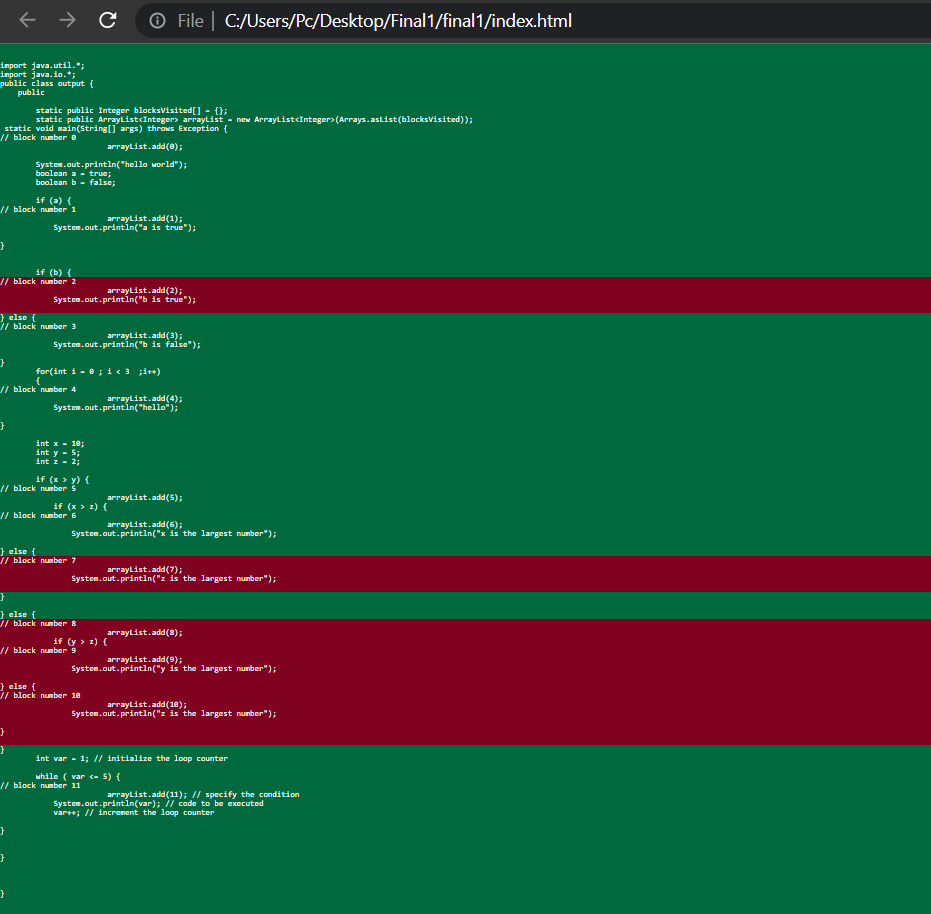 File | C:/Users/Pc/Desktop/Final1/final1/index.html
import java.util.*;
import java.io.*;
public class output {
    public

        static public Integer blocksVisited[] = {};
        static public ArrayList<Integer> arrayList = new ArrayList<Integer>(Arrays.asList(blocksVisited));
 static void main(String[] args) throws Exception {
// block number 0
                        arrayList.add(0);

        System.out.println("hello world");
        boolean a = true;
        boolean b = false;

        if (a) {
// block number 1
                        arrayList.add(1);
            System.out.println("a is true");

}

        if (b) {
// block number 2
                        arrayList.add(2);
            System.out.println("b is true");

} else {
// block number 3
                        arrayList.add(3);
            System.out.println("b is false");

}
        for(int i = 0 ; i < 3  ;i++)
        {
// block number 4
                        arrayList.add(4);
            System.out.println("hello");

}

        int x = 10;
        int y = 5;
        int z = 2;

        if (x > y) {
// block number 5
                        arrayList.add(5);
            if (x > z) {
// block number 6
                        arrayList.add(6);
                System.out.println("x is the largest number");

} else {
// block number 7
                        arrayList.add(7);
                System.out.println("z is the largest number");

}

} else {
// block number 8
                        arrayList.add(8);
            if (y > z) {
// block number 9
                        arrayList.add(9);
                System.out.println("y is the largest number");

} else {
// block number 10
                        arrayList.add(10);
                System.out.println("z is the largest number");

}

}
        int var = 1; // initialize the loop counter

        while ( var <= 5) {
// block number 11
                        arrayList.add(11); // specify the condition
            System.out.println(var); // code to be executed
            var++; // increment the loop counter

}

}

}